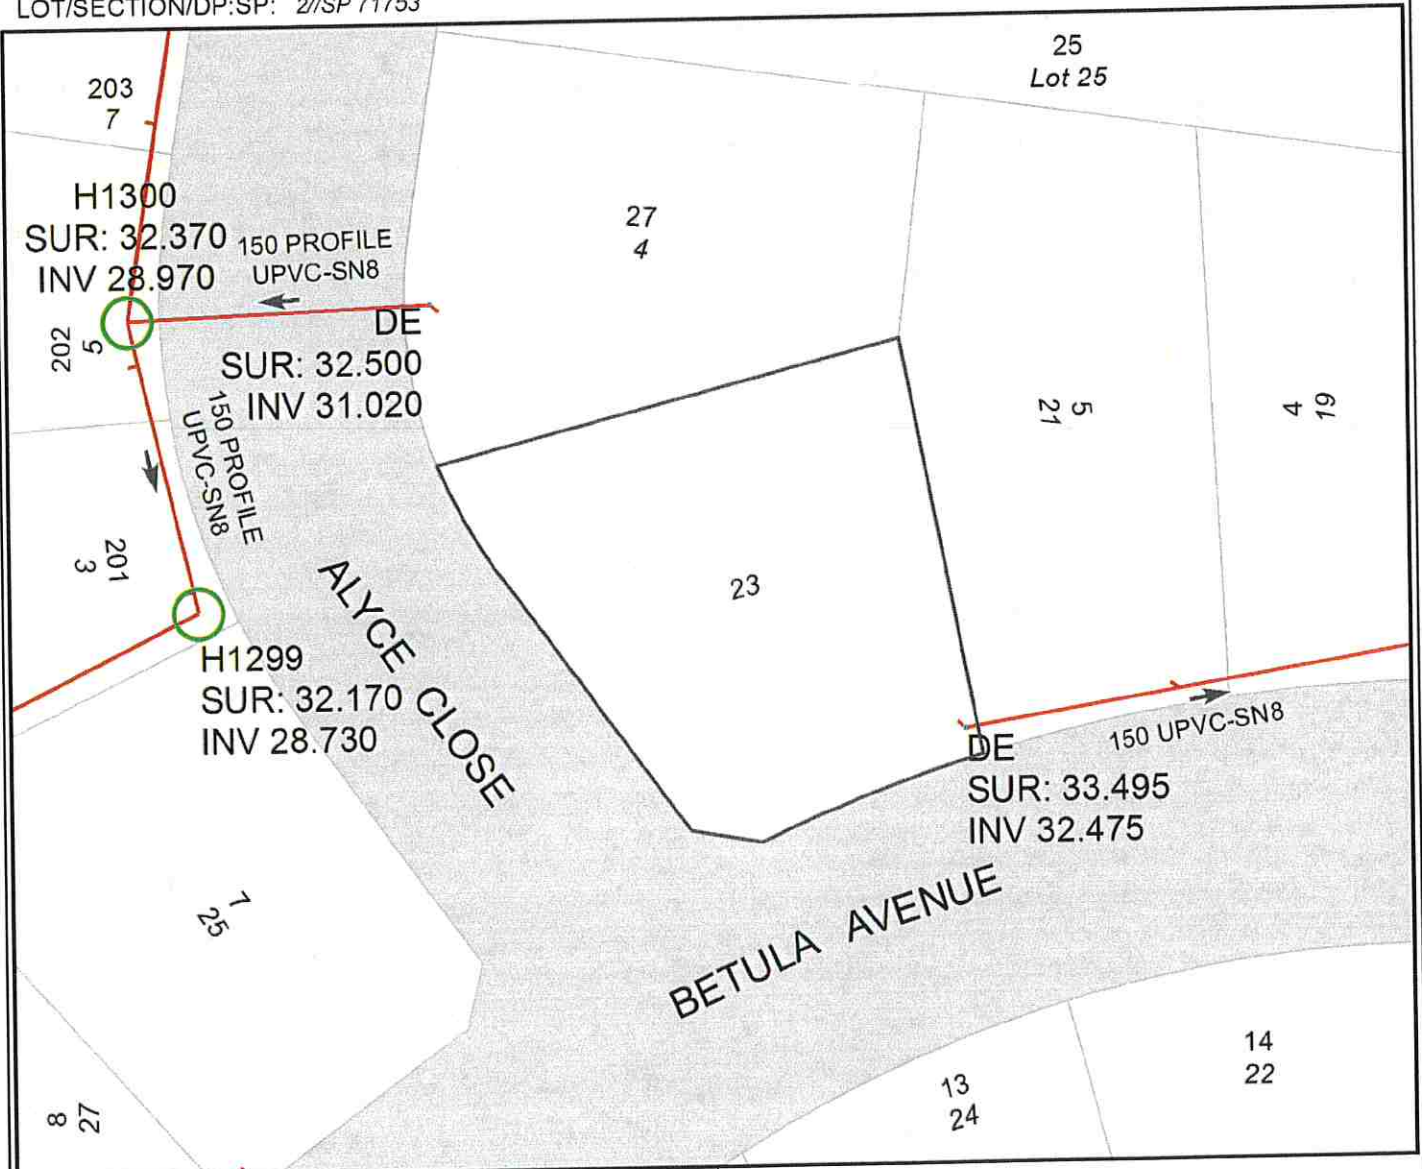 LOT/SECTION/DP:SP: 2//SP 71753
25
Lot 25
203
7
H1300
SUR: 32.370
INV 28.970
150 PROFILE
UPVC-SN8
27
4
202
5
DE
SUR: 32.500
INV 31.020
150 PROFILE
UPVC-SN8
5
21
4
19
201
3
23
ALYCE CLOSE
H1299
SUR: 32.170
INV 28.730
150 UPVC-SN8
DE
SUR: 33.495
INV 32.475
7
25
BETULA AVENUE
14
22
13
24
8
27